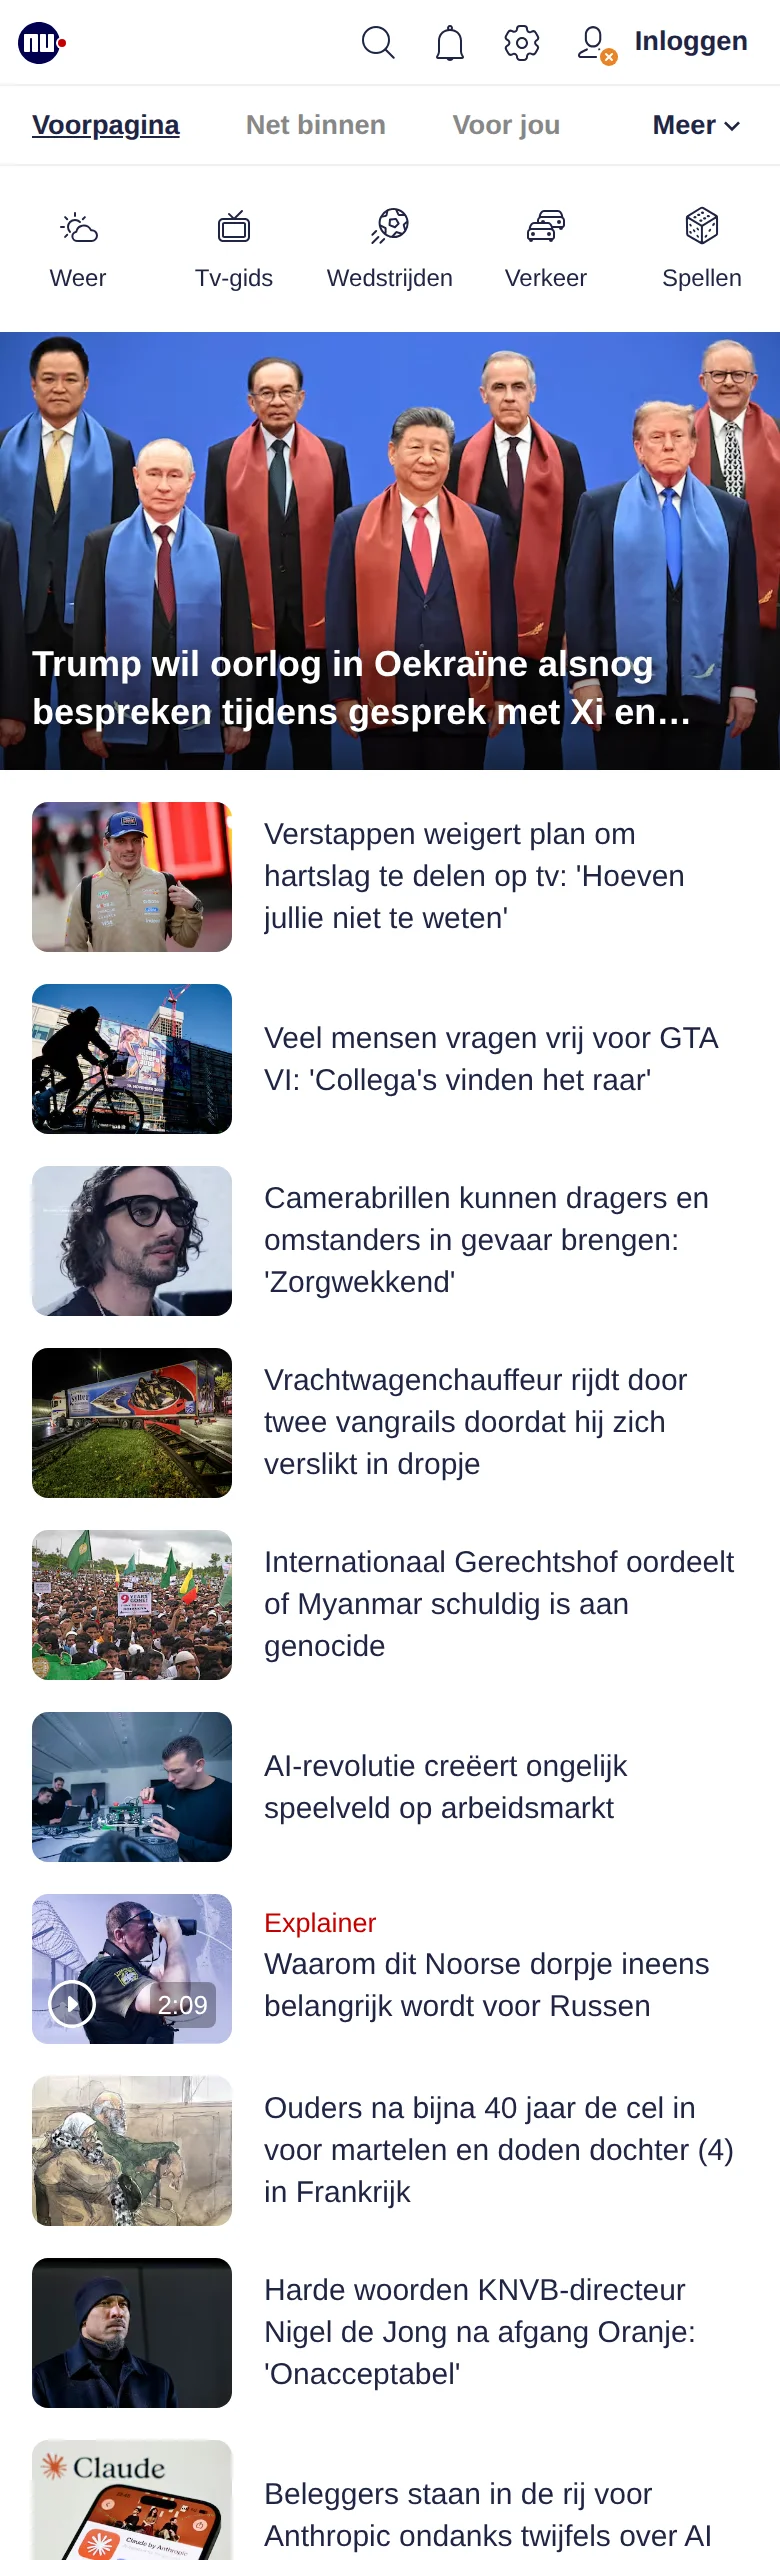 NU
Inloggen
Voorpagina
Net binnen
Voor jou
Meer
Weer
Tv-gids
Wedstrijden
Verkeer
Spellen
Trump wil oorlog in Oekraïne alsnog
bespreken tijdens gesprek met Xi en...
Verstappen weigert plan om
hartslag te delen op tv: 'Hoeven
jullie niet te weten'
Veel mensen vragen vrij voor GTA
VI: 'Collega's vinden het raar'
Camerabrillen kunnen dragers en
omstanders in gevaar brengen:
'Zorgwekkend'
Vrachtwagenchauffeur rijdt door
twee vangrails doordat hij zich
verslikt in dropje
9 YEARS
GONE!
Internationaal Gerechtshof oordeelt
of Myanmar schuldig is aan
genocide
AI-revolutie creëert ongelijk
speelveld op arbeidsmarkt
2:09
Explainer
Waarom dit Noorse dorpje ineens
belangrijk wordt voor Russen
Ouders na bijna 40 jaar de cel in
voor martelen en doden dochter (4)
in Frankrijk
Harde woorden KNVB-directeur
Nigel de Jong na afgang Oranje:
'Onacceptabel'
Claude
Claude by Anthropic
Beleggers staan in de rij voor
Anthropic ondanks twijfels over AI